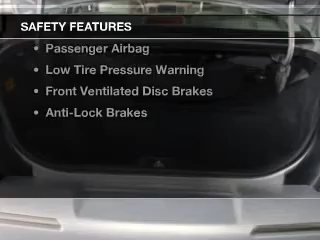 SAFETY FEATURES
• Passenger Airbag
• Low Tire Pressure Warning
• Front Ventilated Disc Brakes
• Anti-Lock Brakes